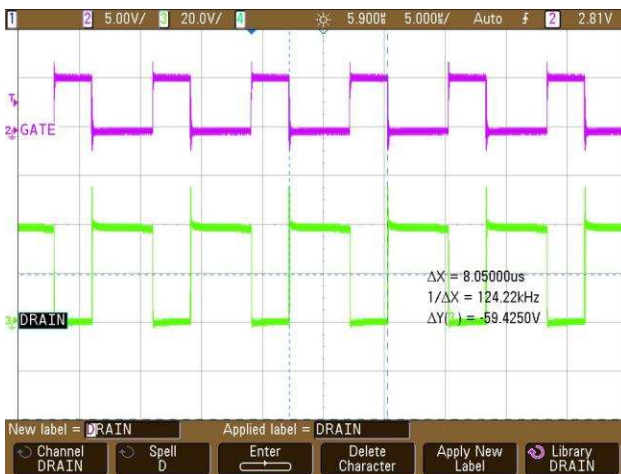 1 2 5.00V/ 3 20.0V/ 4 5.900% 5.000%/ Auto 2 2.81V
T
2 GATE
ΔX = 8.05000us
1/ΔX = 124.22kHz
ΔY(3) = -59.4250V
3 DRAIN
New label = DRAIN Applied label = DRAIN
Channel Spell Enter Delete Apply New Library
DRAIN D Character Label DRAIN